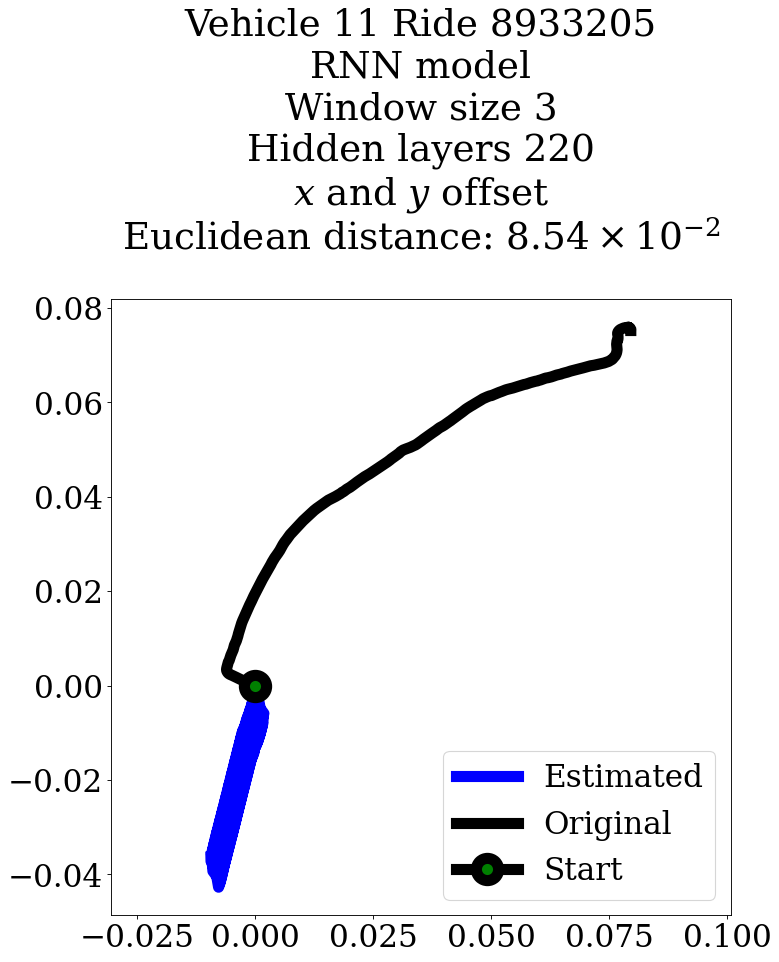 Vehicle 11 Ride 8933205
RNN model
Window size 3
Hidden layers 220
x and y offset
Euclidean distance: 8.54 × 10⁻²
0.08
0.06
0.04
0.02
0.00
−0.02
−0.04
Estimated
Original
Start
−0.025 0.000 0.025 0.050 0.075 0.100